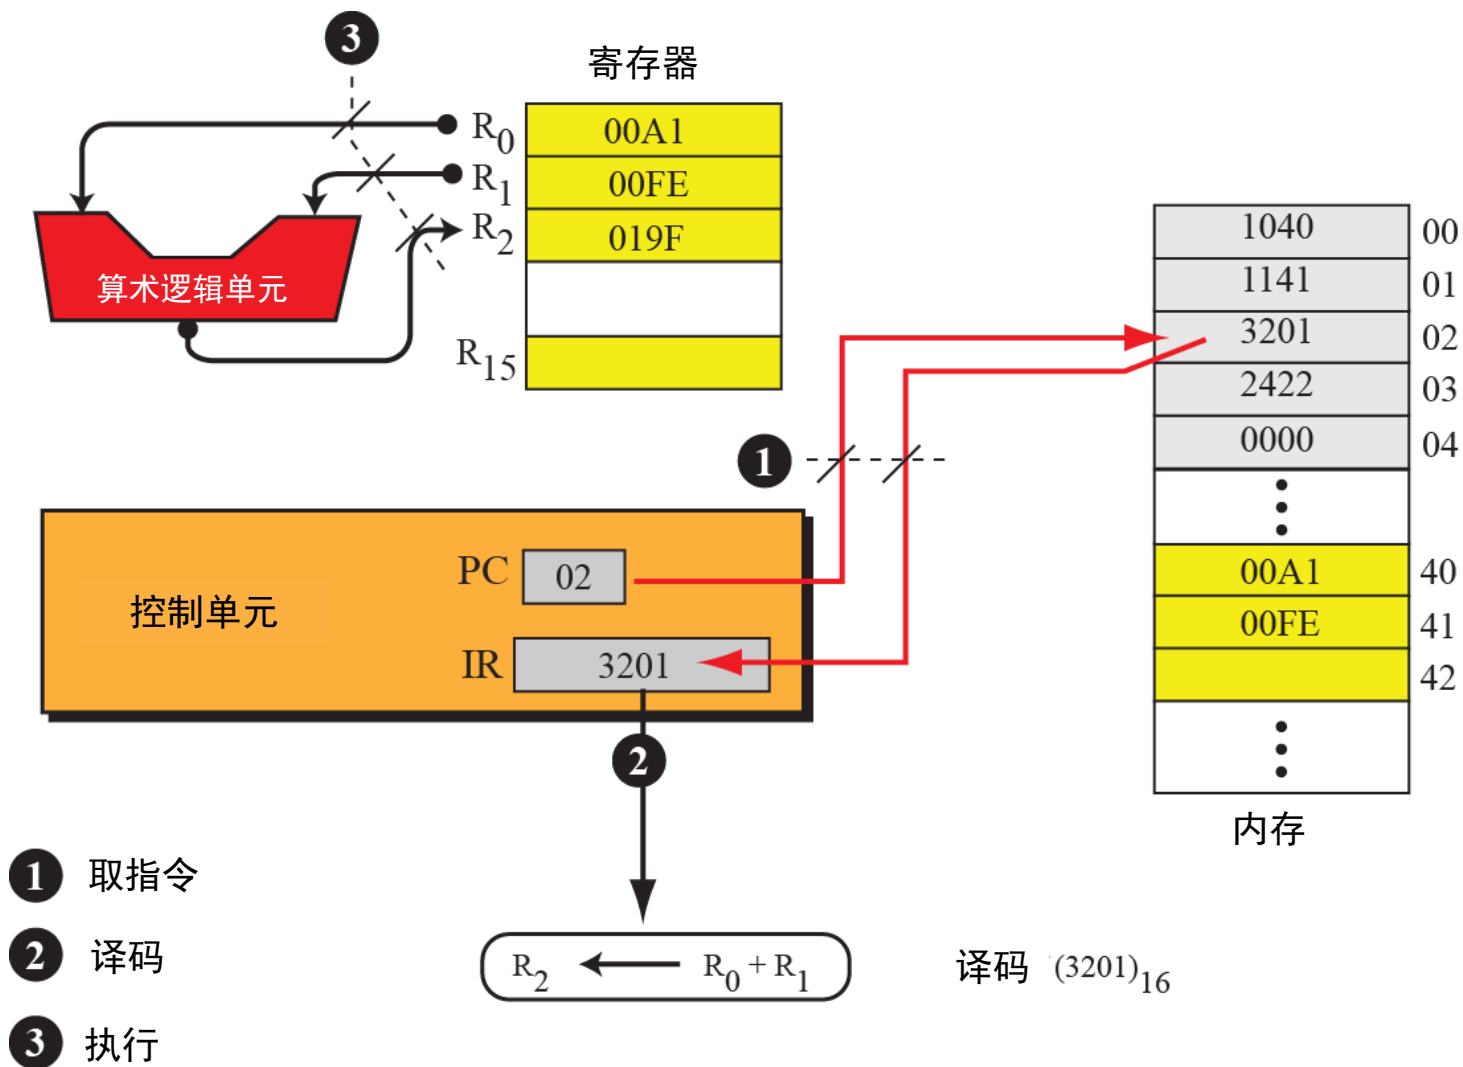 3
寄存器
R0 00A1
R1 00FE
R2 019F
R15
算术逻辑单元
1040 00
1141 01
3201 02
2422 03
0000 04
00A1 40
00FE 41
42
内存
1
控制单元
PC 02
IR 3201
2
1 取指令
2 译码
3 执行
R2 ← R0 + R1
译码 (3201)16